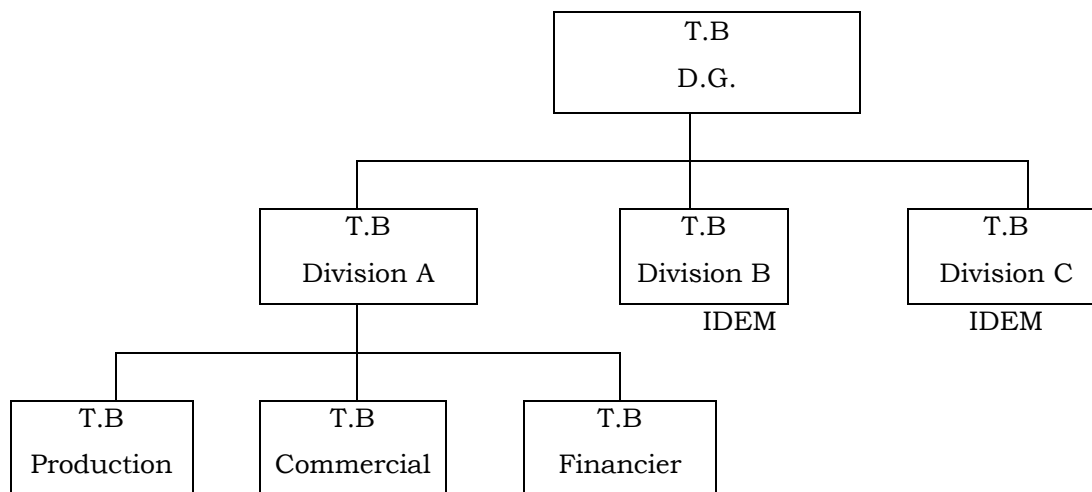 T.B
D.G.
T.B
Division A
T.B
Division B
T.B
Division C
IDEM
IDEM
T.B
Production
T.B
Commercial
T.B
Financier